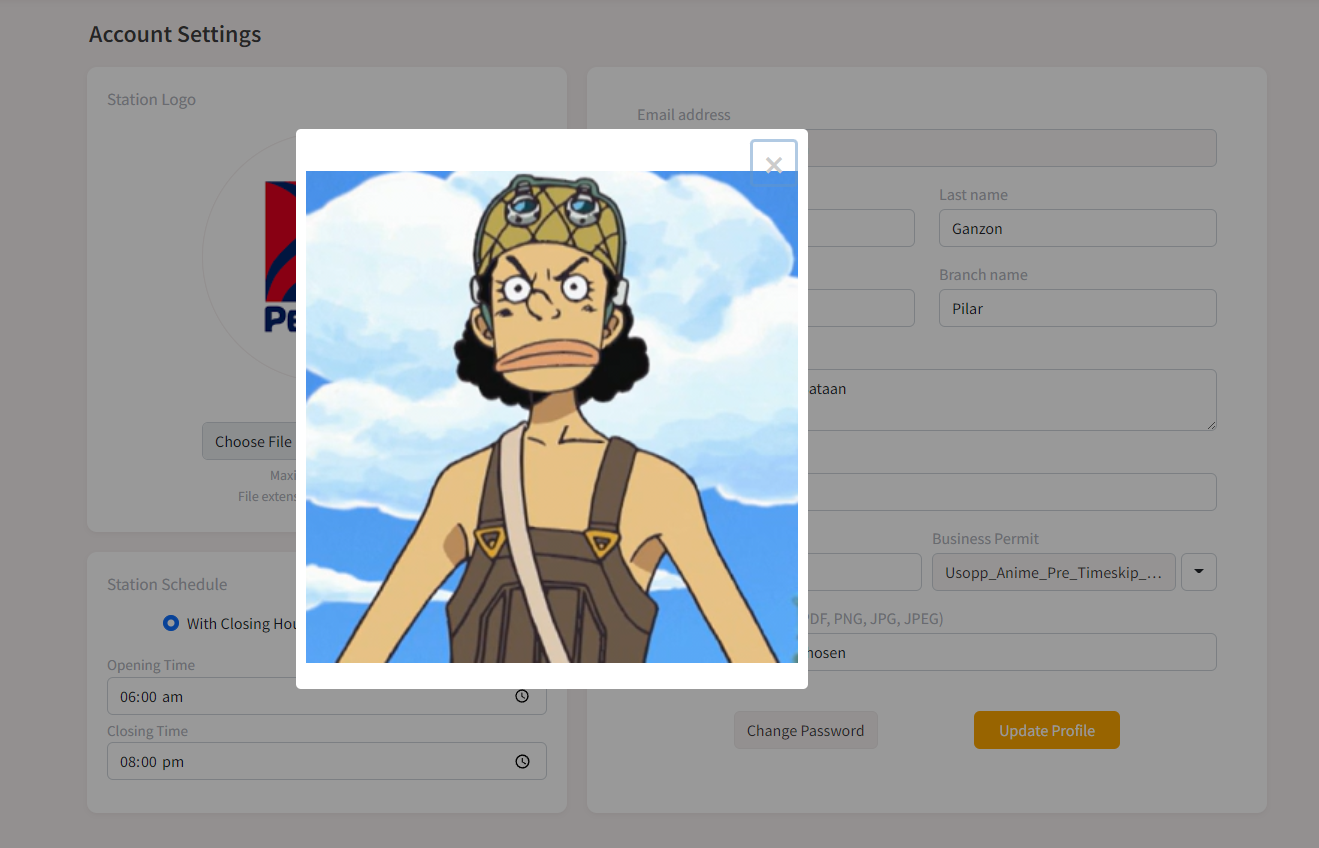 Account Settings
Station Logo
Choose File
Maxi
File extens
Station Schedule
With Closing Hou
Opening Time
06:00 am
Closing Time
08:00 pm
×
Email address
Last name
Ganzon
Branch name
Pilar
ataan
Business Permit
Usopp_Anime_Pre_Timeskip_...
PDF, PNG, JPG, JPEG)
hosen
Change Password
Update Profile